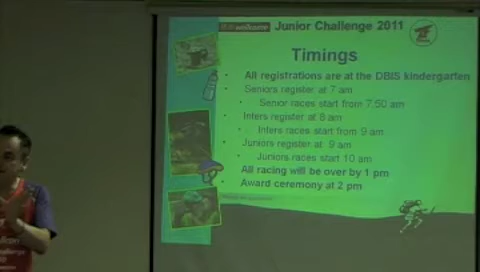 wellcome Junior Challenge 2011
Timings
All registrations are at the DBIS kindergarten
Seniors register at 7 am
Senior races start from 7:50 am
Inters register at 8 am
Inters races start from 9 am
Juniors register at 9 am
Juniors races start 10 am
All racing will be over by 1 pm
Award ceremony at 2 pm